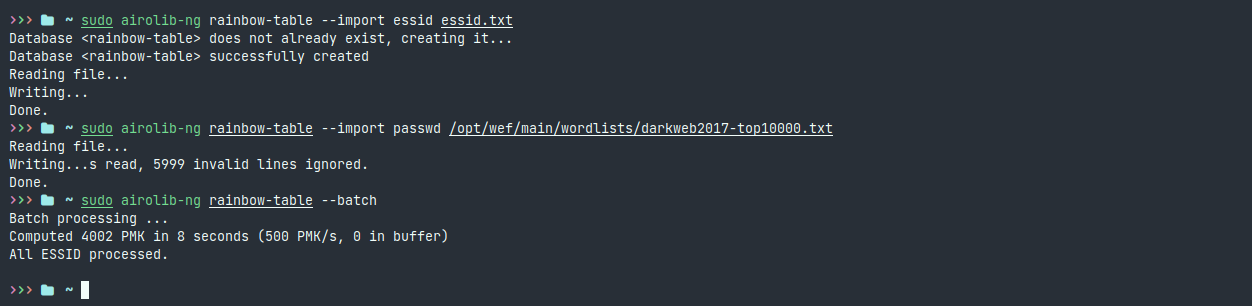 >>> ~ sudo airolib-ng rainbow-table --import essid essid.txt
Database <rainbow-table> does not already exist, creating it...
Database <rainbow-table> successfully created
Reading file...
Writing...
Done.
>>> ~ sudo airolib-ng rainbow-table --import passwd /opt/wef/main/wordlists/darkweb2017-top10000.txt
Reading file...
Writing...s read, 5999 invalid lines ignored.
Done.
>>> ~ sudo airolib-ng rainbow-table --batch
Batch processing ...
Computed 4002 PMK in 8 seconds (500 PMK/s, 0 in buffer)
All ESSID processed.
>>> ~